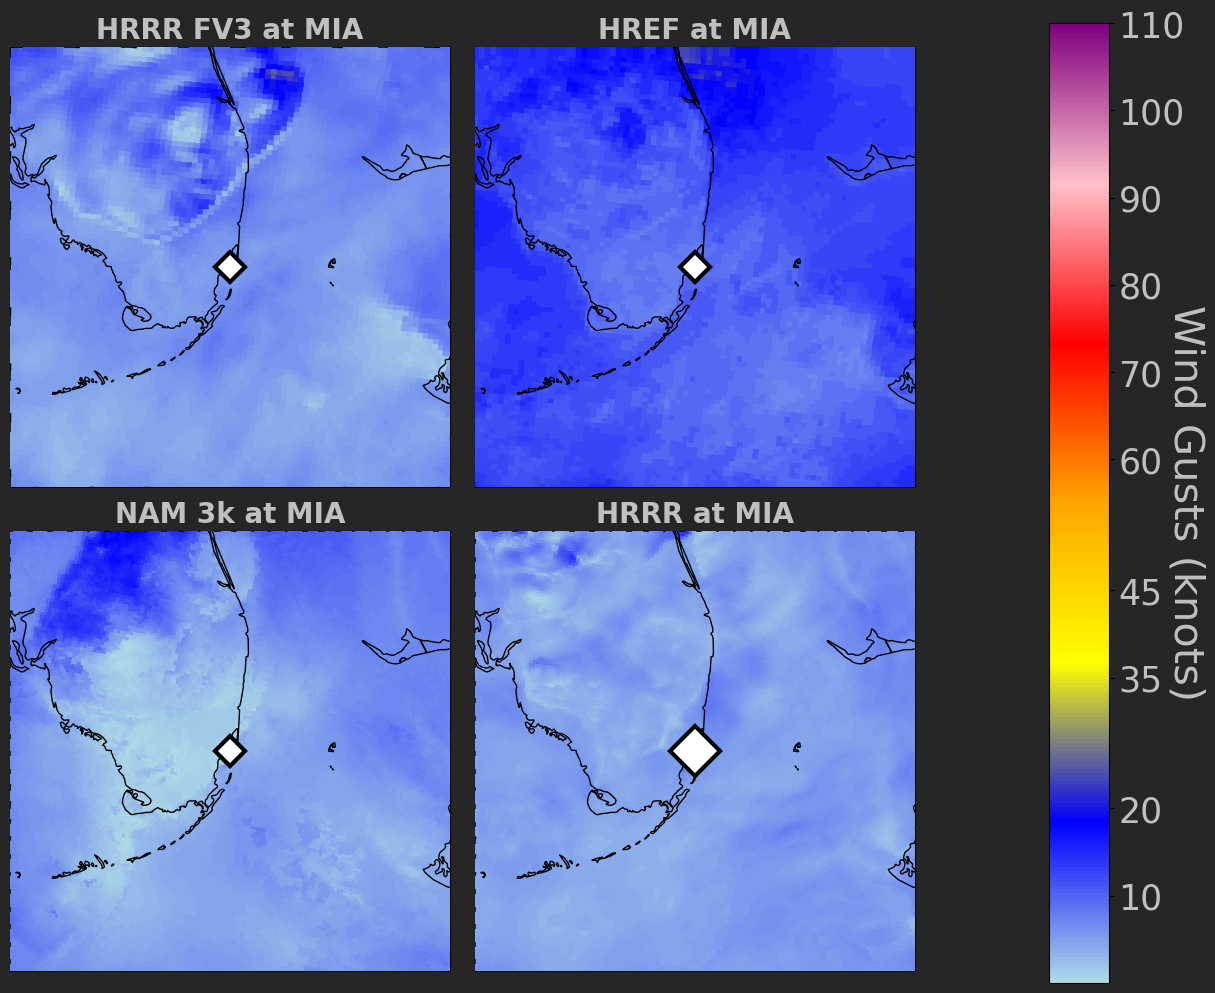 HRRR FV3 at MIA
HREF at MIA
NAM 3k at MIA
HRRR at MIA
110
100
90
80
70
60
45
35
20
10
Wind Gusts (knots)